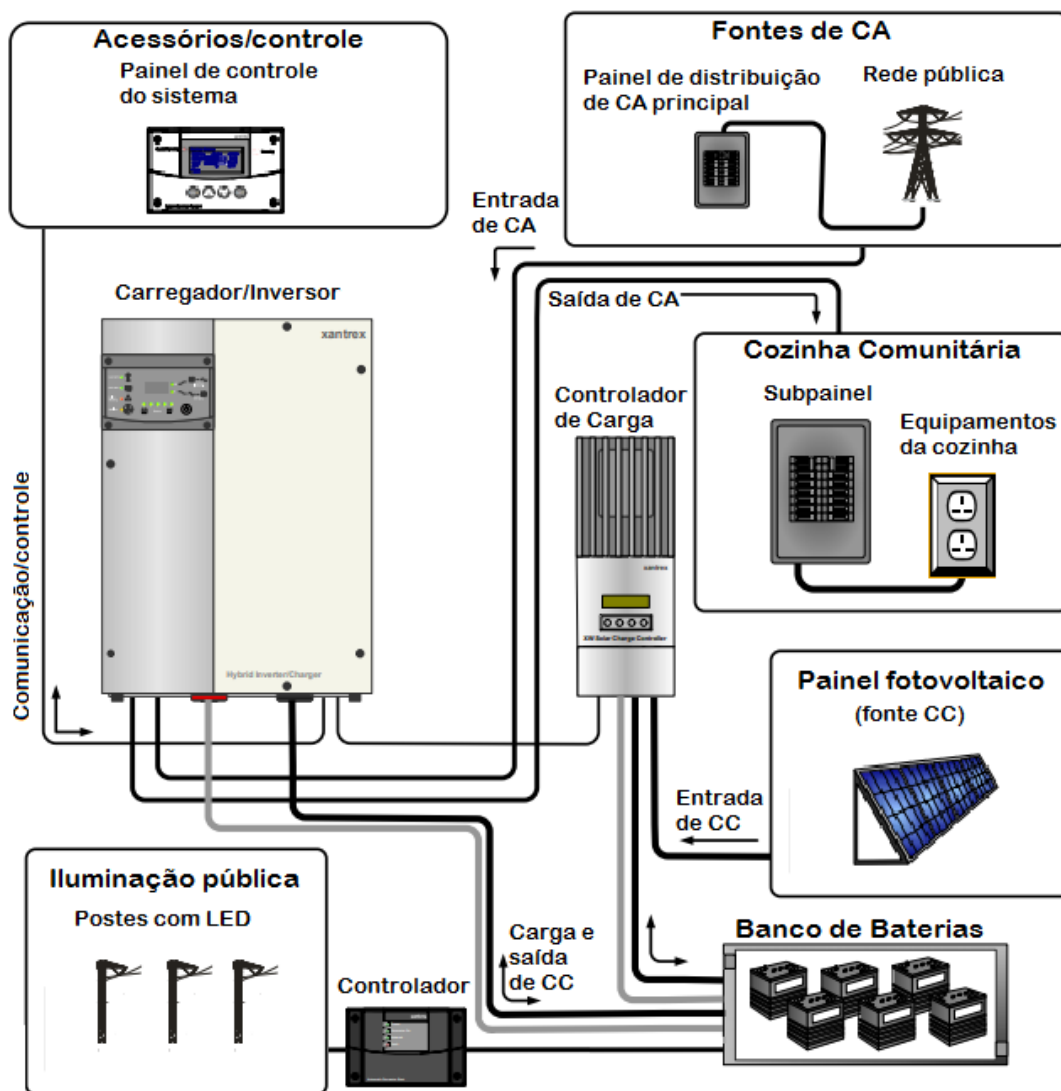 Acessórios/controle
Painel de controle
do sistema
Fontes de CA
Painel de distribuição
de CA principal
Rede pública
Entrada
de CA
Carregador/Inversor
Saída de CA
xantrex
Hybrid Inverter/Charger
Comunicação/controle
Controlador
de Carga
xantrex
Solar Charge Controller
Cozinha Comunitária
Subpainel
Equipamentos
da cozinha
Painel fotovoltaico
(fonte CC)
Entrada
de CC
Iluminação pública
Postes com LED
Carga e
saída
de CC
Controlador
Banco de Baterias